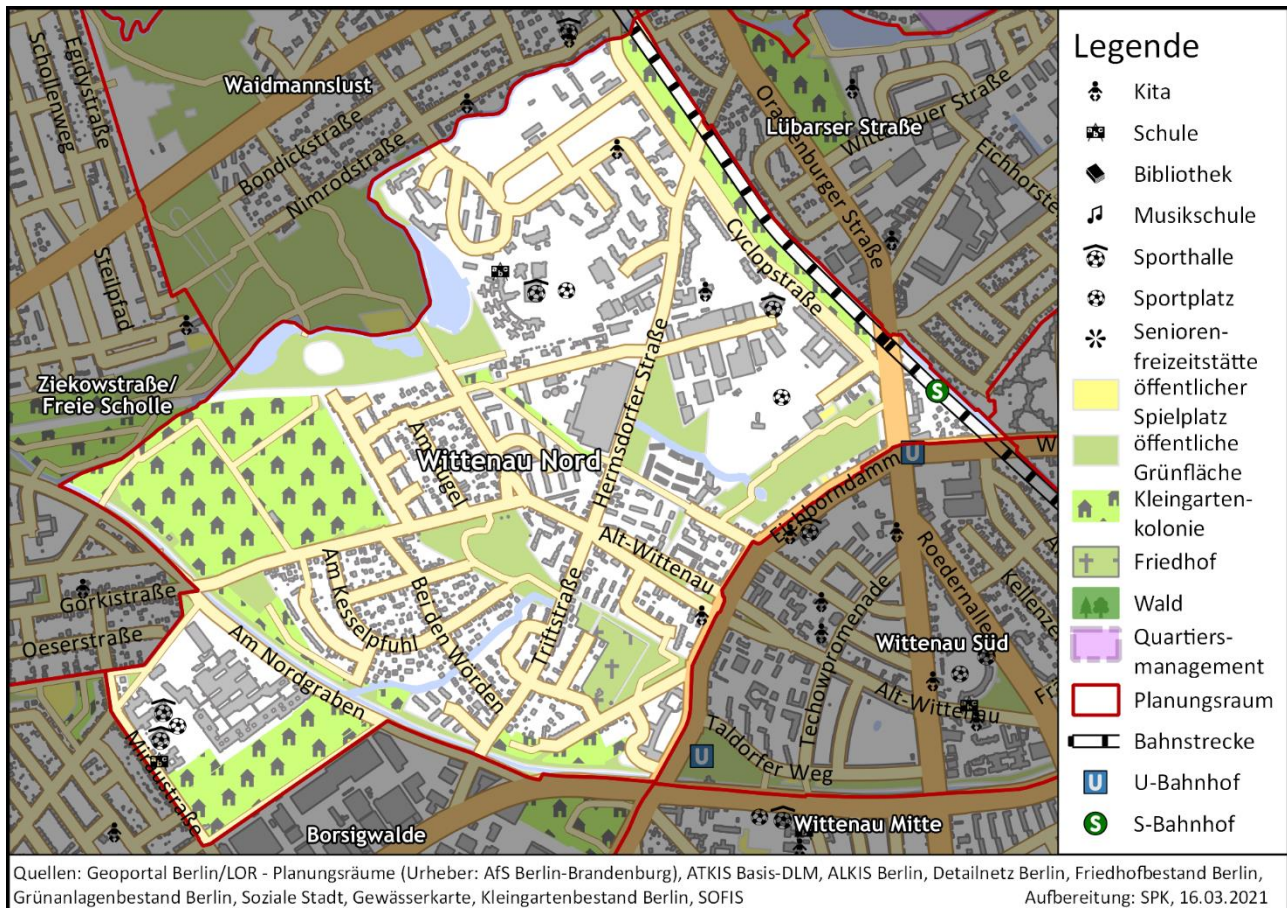 Legende
Kita
Schule
Bibliothek
Musikschule
Sporthalle
Sportplatz
Senioren-
freizeitstätte
öffentlicher
Spielplatz
öffentliche
Grünfläche
Kleingarten-
kolonie
Friedhof
Wald
Quartiers-
management
Planungsraum
Bahnstrecke
U-Bahnhof
S-Bahnhof
Schollenweg
Egidystraße
Waidmannslust
Bondickstraße
Nimrodstraße
Steilpfad
Oranienburger Straße
Wittenauer Straße
Lübarser Straße
Eichhorster
Cyclopstraße
Hermsdorfer Straße
Ziekowstraße/
Freie Scholle
Am Hügel
Wittenau Nord
S
U
W
Eichborndamm
Alt-Wittenau
Gorkistraße
Oeserstraße
Am Kesselpfuhl
Bei den Wörden
Triftstraße
Am Nordgraben
Miraustraße
Techowpromenade
Roedernallee
Wittenau Süd
Alt-Wittenau
U
Taldorfer Weg
Borsigwalde
Wittenau Mitte
Quellen: Geoportal Berlin/LOR - Planungsräume (Urheber: AfS Berlin-Brandenburg), ATKIS Basis-DLM, ALKIS Berlin, Detailnetz Berlin, Friedhofbestand Berlin,
Grünanlagenbestand Berlin, Soziale Stadt, Gewässerkarte, Kleingartenbestand Berlin, SOFIS
Aufbereitung: SPK, 16.03.2021